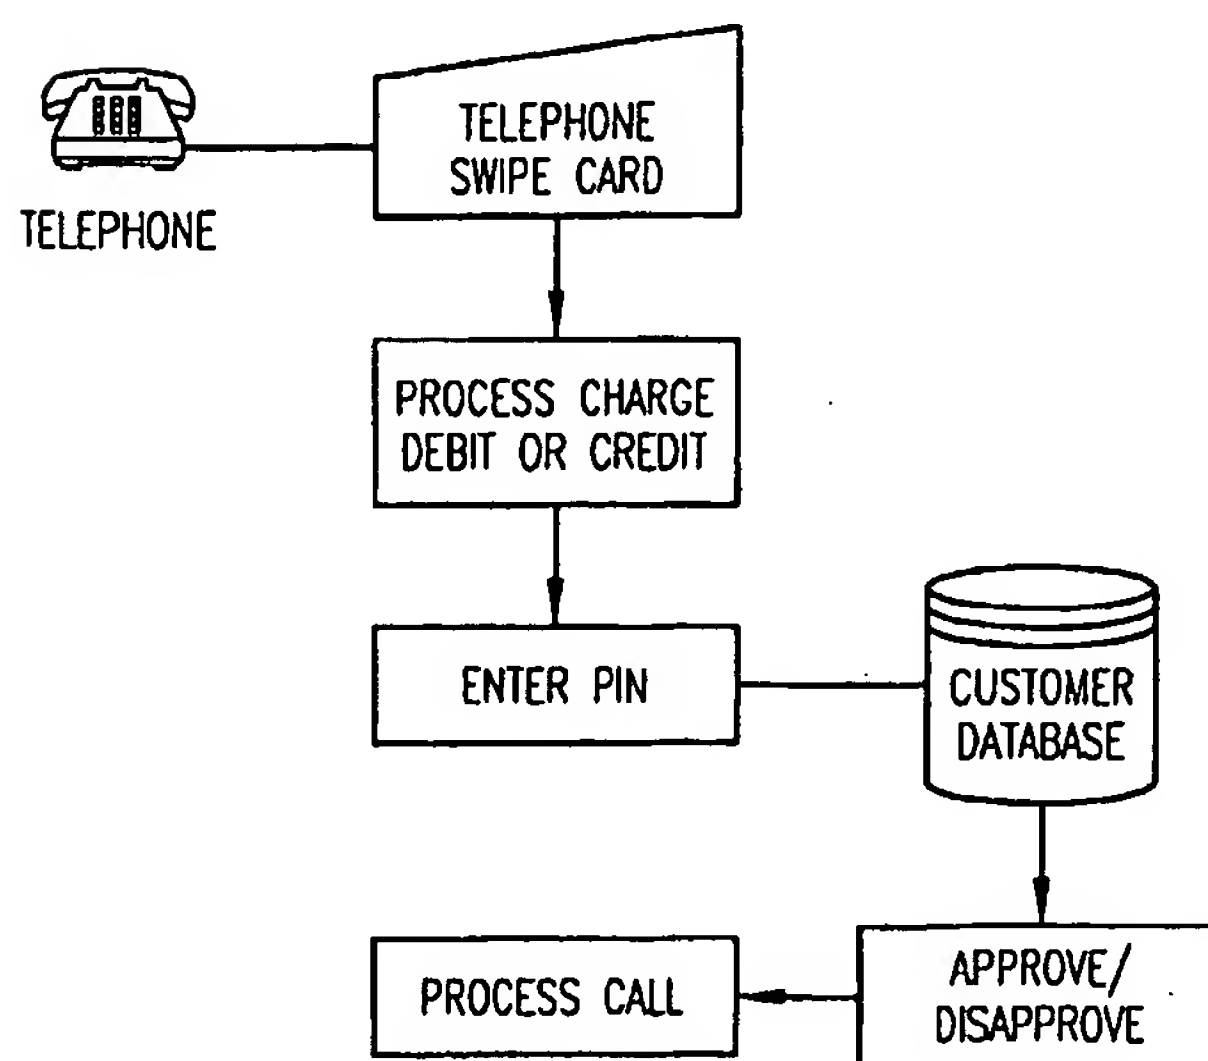 TELEPHONE
TELEPHONE
SWIPE CARD
PROCESS CHARGE
DEBIT OR CREDIT
ENTER PIN
CUSTOMER
DATABASE
APPROVE/
DISAPPROVE
PROCESS CALL